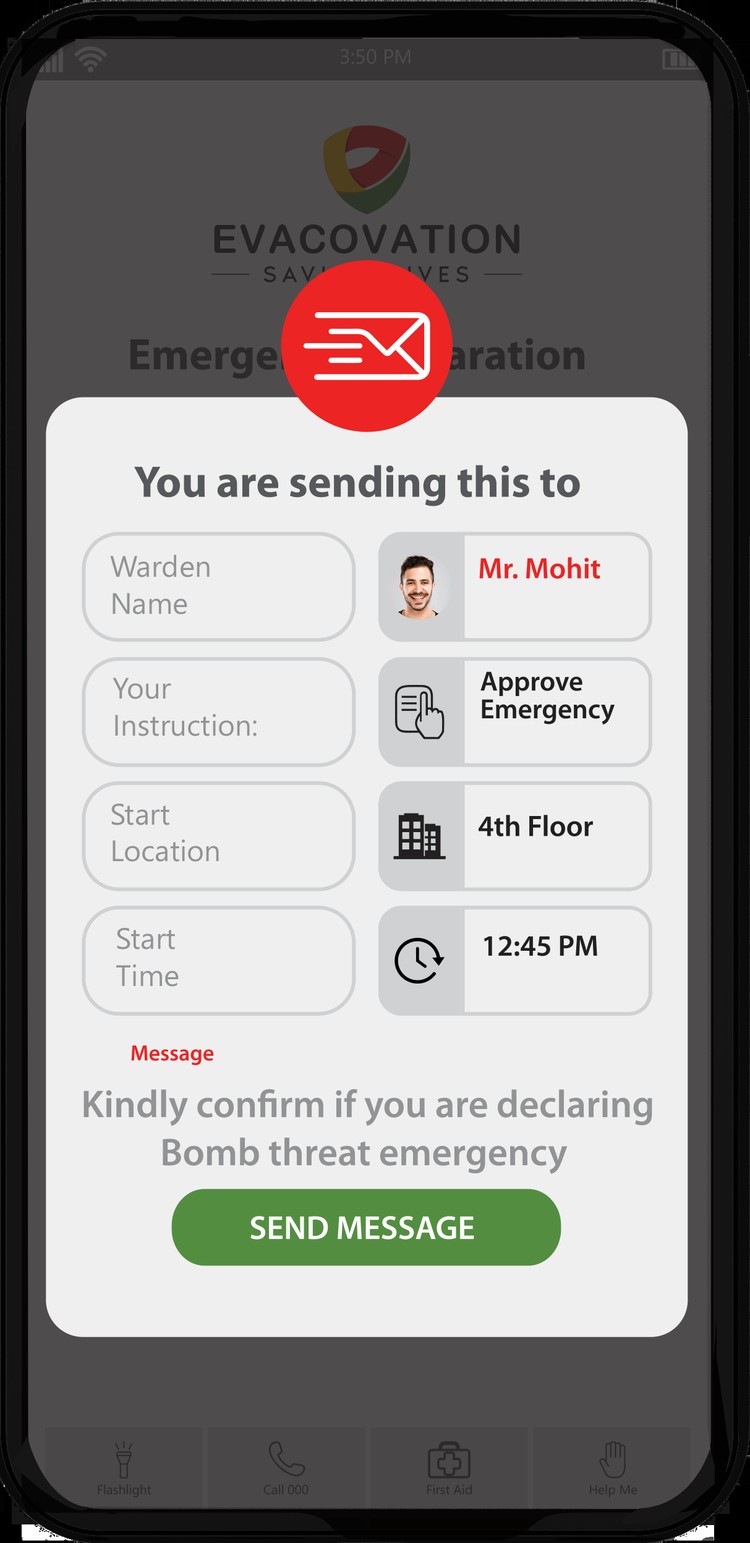 3:50 PM
EVACOVATION
Emerge aration
You are sending this to
Warden
Name
Mr. Mohit
Your
Instruction:
Approve
Emergency
Start
Location
4th Floor
Start
Time
12:45 PM
Message
Kindly confirm if you are declaring
Bomb threat emergency
SEND MESSAGE
Flashlight
Call 000
First Aid
Help Me